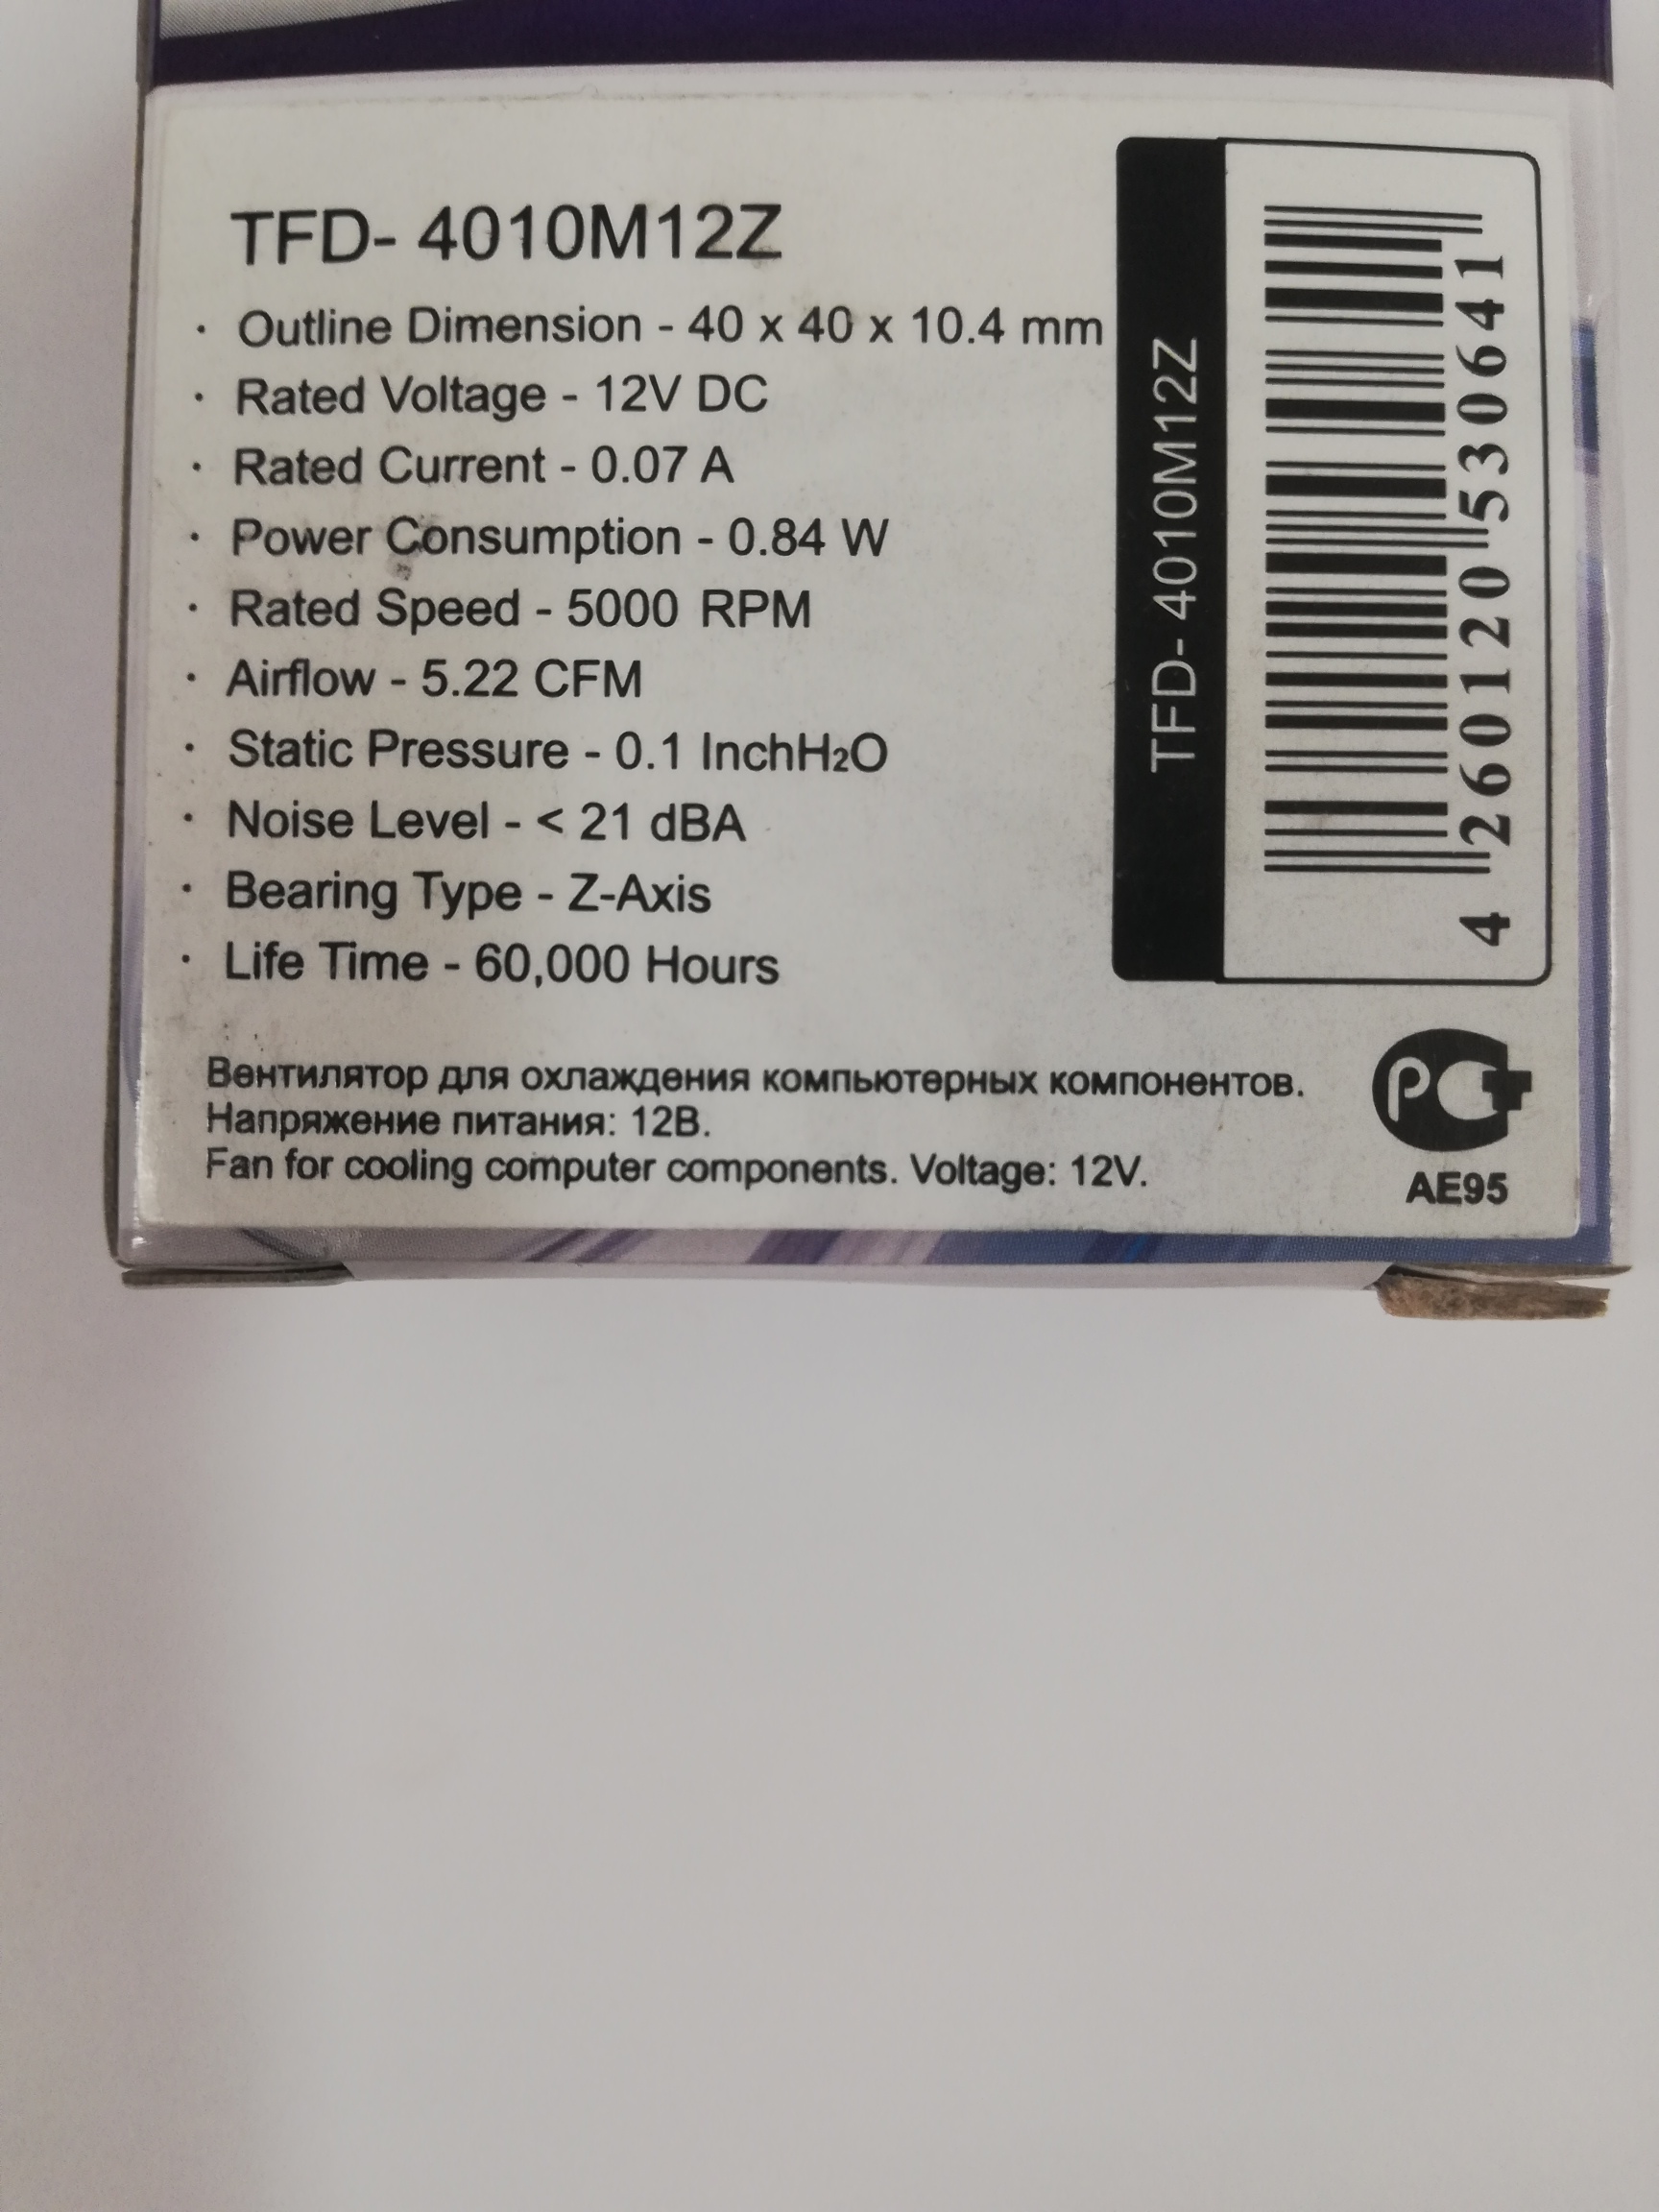 TFD- 4010M12Z
· Outline Dimension - 40 x 40 x 10.4 mm
· Rated Voltage - 12V DC
· Rated Current - 0.07 A
· Power Consumption - 0.84 W
· Rated Speed - 5000 RPM
· Airflow - 5.22 CFM
· Static Pressure - 0.1 InchH₂O
· Noise Level - < 21 dBA
· Bearing Type - Z-Axis
· Life Time - 60,000 Hours
TFD- 4010M12Z
4 260120 530641
Вентилятор для охлаждения компьютерных компонентов.
Напряжение питания: 12В.
Fan for cooling computer components. Voltage: 12V.
РСТ
АЕ95